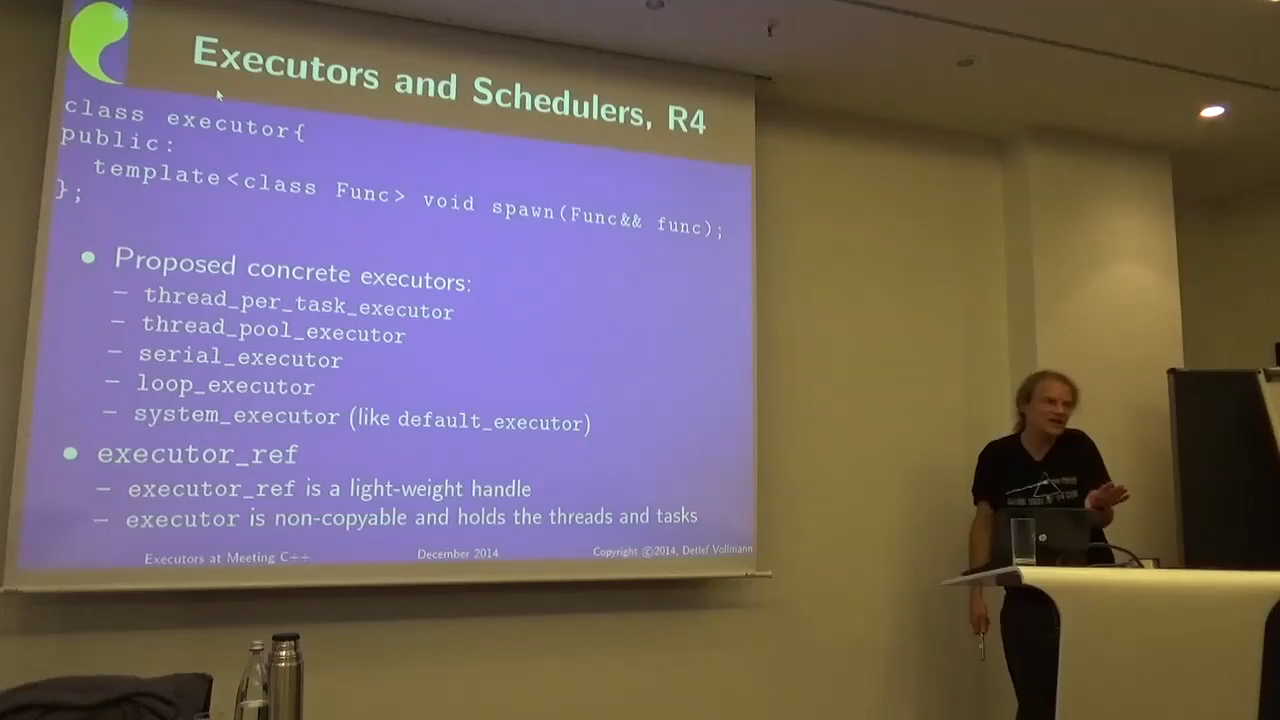 Executors and Schedulers, R4
class executor{
public:
template<class Func> void spawn(Func&& func);
};
• Proposed concrete executors:
– thread_per_task_executor
– thread_pool_executor
– serial_executor
– loop_executor
– system_executor (like default_executor)
• executor_ref
– executor_ref is a light-weight handle
– executor is non-copyable and holds the threads and tasks
Executors at Meeting C++ December 2014 Copyright ©2014, Detlef Vollmann
hp